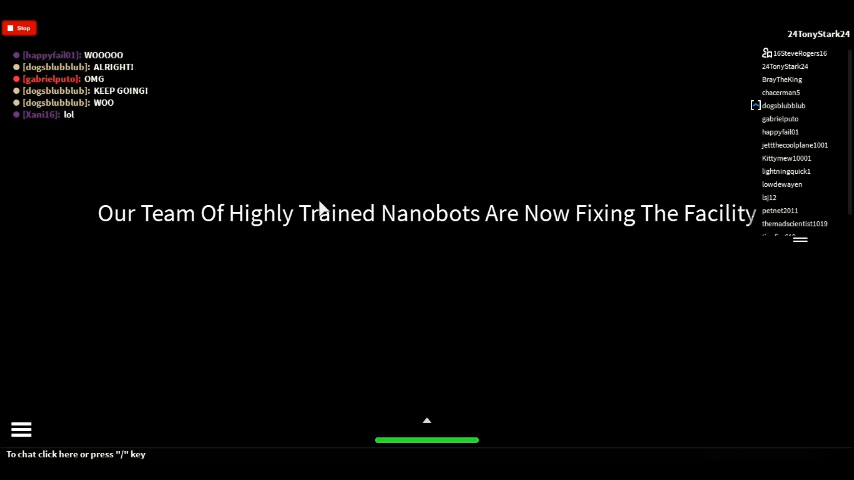 Stop
24TonyStark24
[happyfail01]: WOOOOO
[dogsblubblub]: ALRIGHT!
[gabrielputo]: OMG
[dogsblubblub]: KEEP GOING!
[dogsblubblub]: WOO
[Xani16]: lol
16SteveRogers16
24TonyStark24
BrayTheKing
chacerman5
dogsblubblub
gabrielputo
happyfail01
jettthecoolplane1001
Kittymew10001
lightningquick1
lowdewayen
lsj12
petnet2011
themadscientist1019
Our Team Of Highly Trained Nanobots Are Now Fixing The Facility
To chat click here or press "/" key